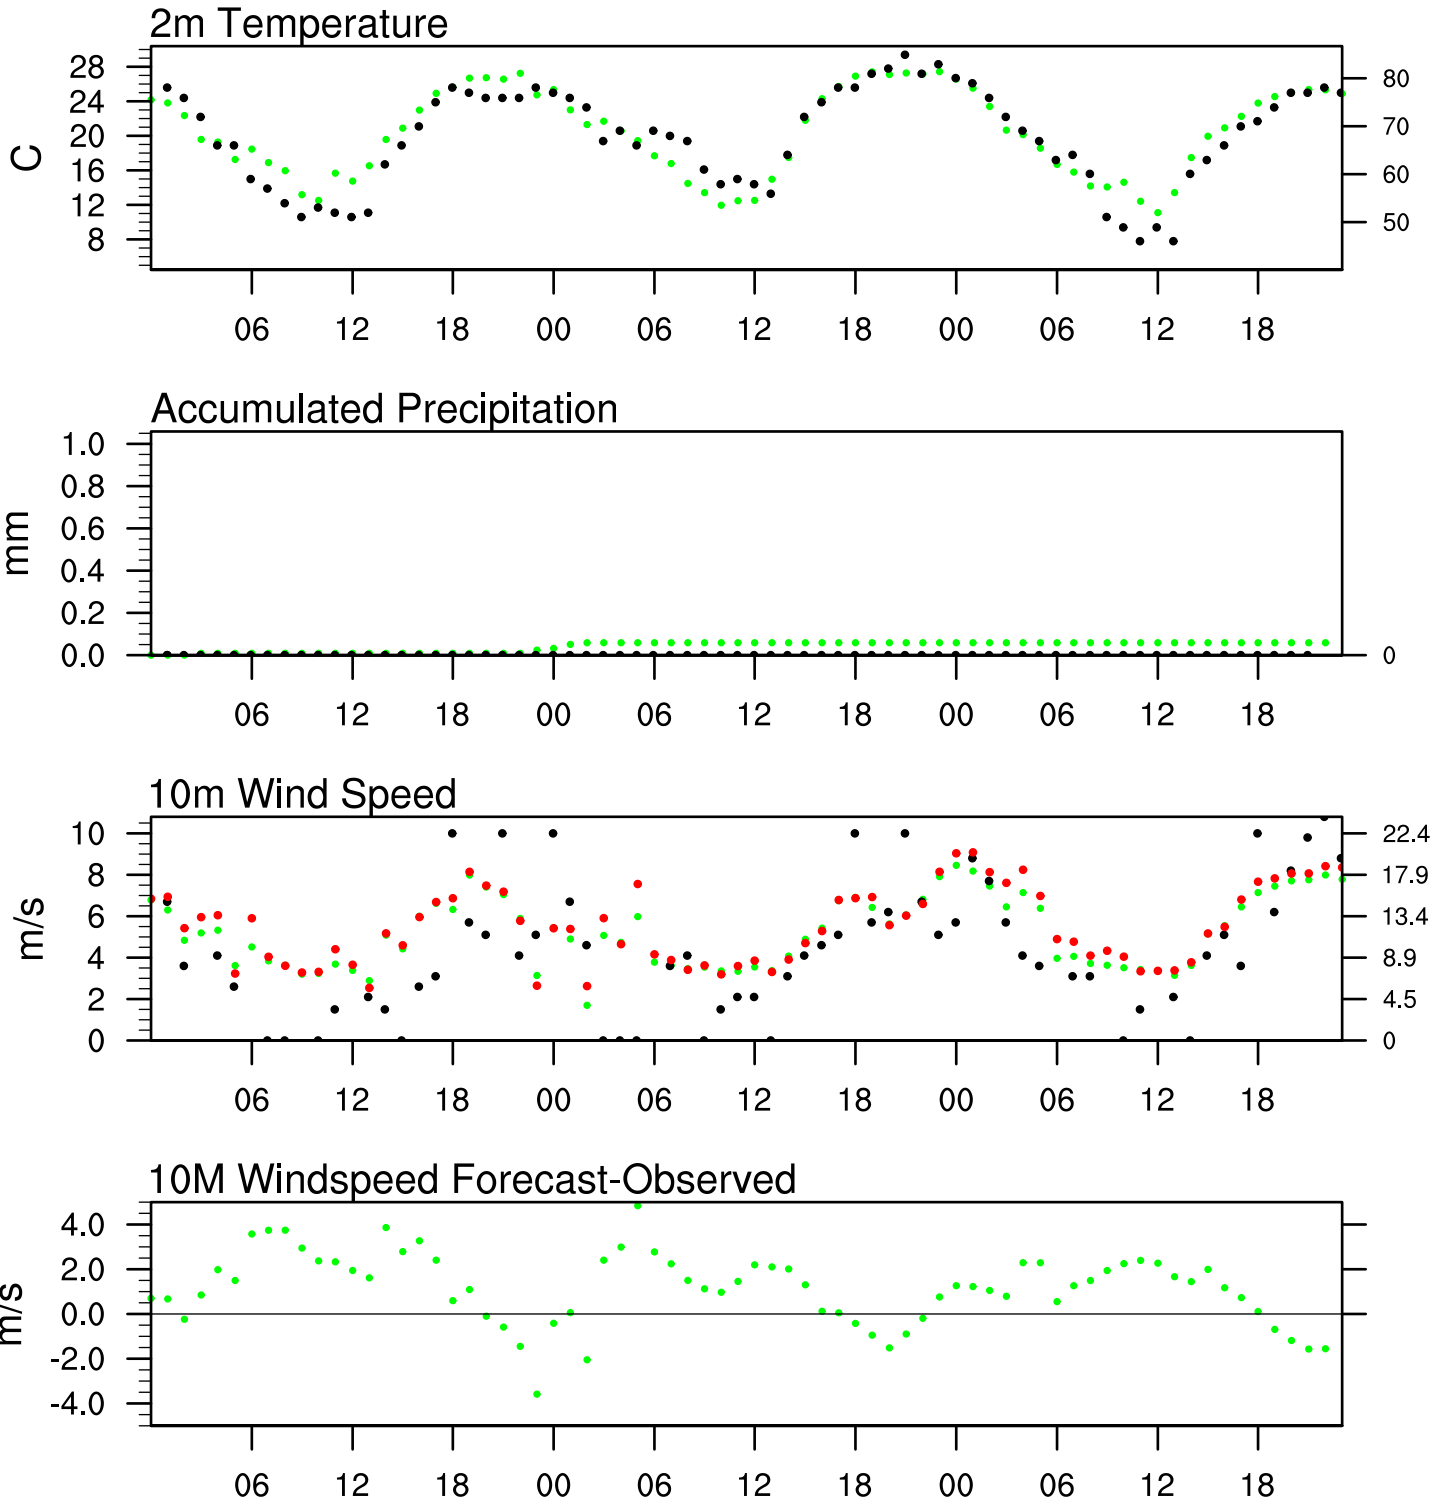 2m Temperature
28
24
20
16
12
8
C
80
70
60
50
06 12 18 00 06 12 18 00 06 12 18
Accumulated Precipitation
1.0
0.8
0.6
0.4
0.2
0.0
mm
0
06 12 18 00 06 12 18 00 06 12 18
10m Wind Speed
10
8
6
4
2
0
m/s
22.4
17.9
13.4
8.9
4.5
0
06 12 18 00 06 12 18 00 06 12 18
10M Windspeed Forecast-Observed
4.0
2.0
0.0
-2.0
-4.0
m/s
06 12 18 00 06 12 18 00 06 12 18